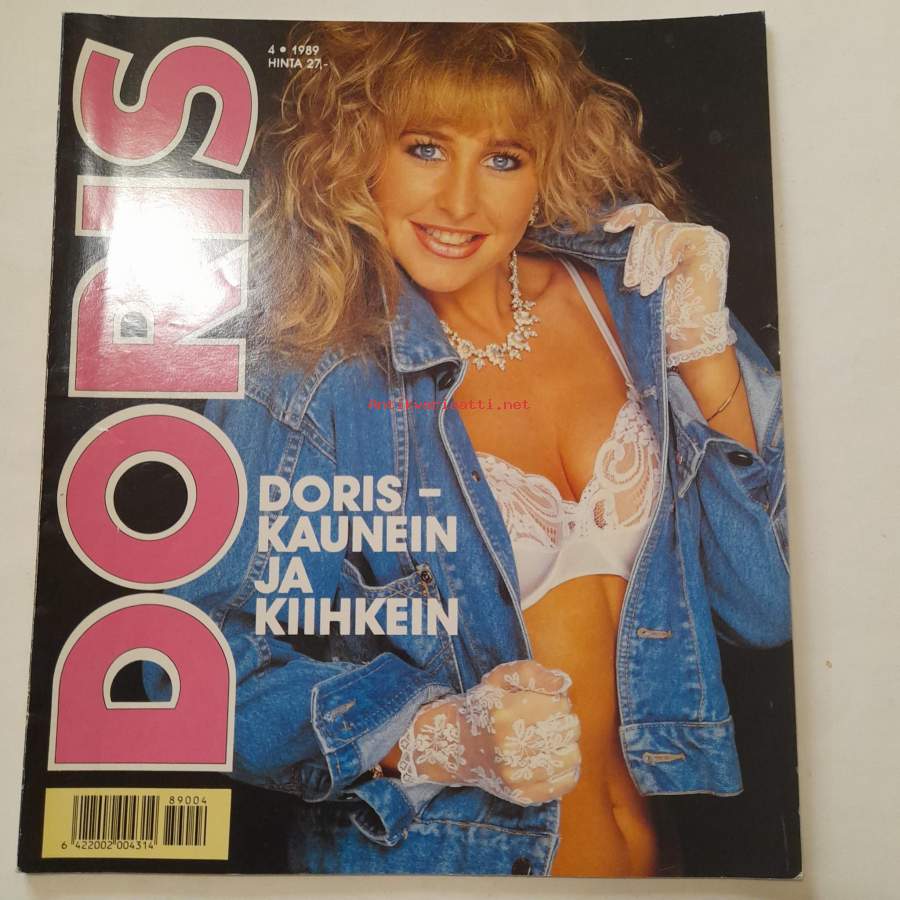 DORIS
4 • 1989
HINTA 27,-
Antikvariaatti.net
DORIS –
KAUNEIN
JA
KIIHKEIN
89004
6 422002 004314